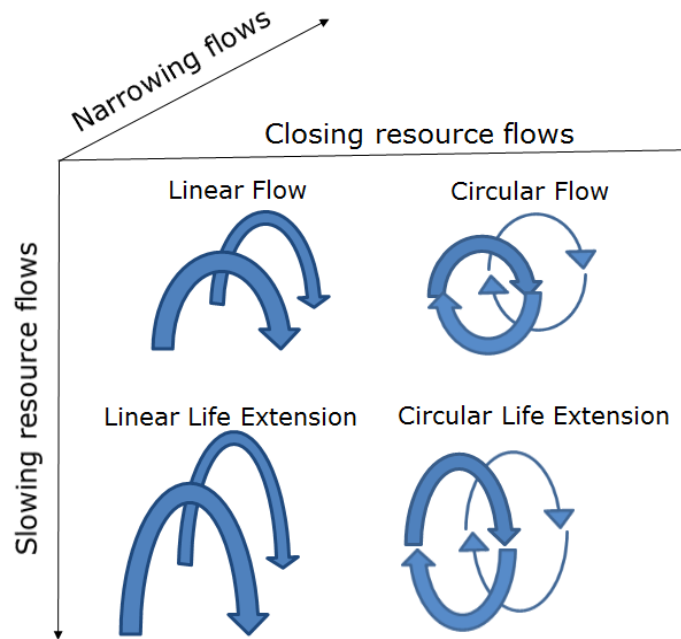 Narrowing flows
Closing resource flows
Linear Flow
Circular Flow
Slowing resource flows
Linear Life Extension
Circular Life Extension